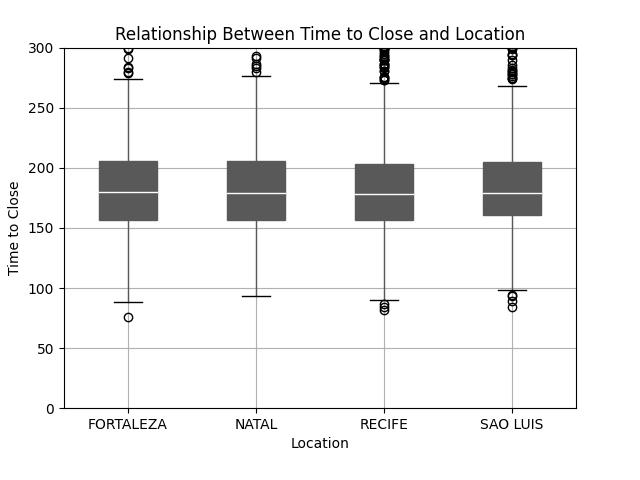 Relationship Between Time to Close and Location
300
250
200
150
100
50
0
Time to Close
FORTALEZA NATAL RECIFE SAO LUIS
Location